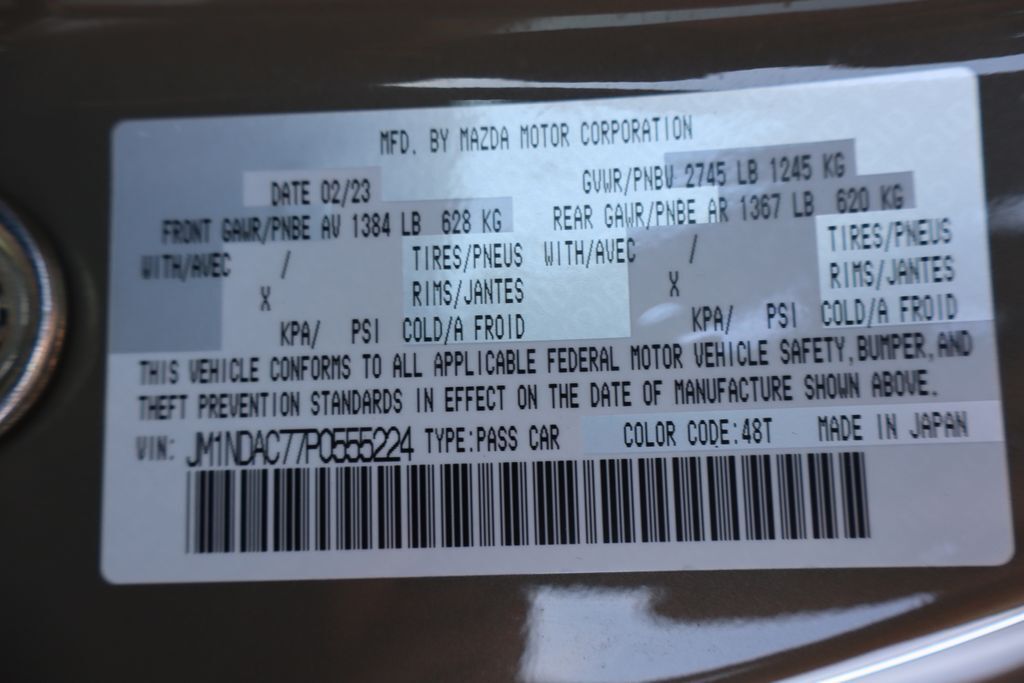 MFD. BY MAZDA MOTOR CORPORATION
DATE 02/23 GVWR/PNBV 2745 LB 1245 KG
FRONT GAWR/PNBE AV 1384 LB 628 KG REAR GAWR/PNBE AR 1367 LB 620 KG
WITH/AVEC / TIRES/PNEUS WITH/AVEC / TIRES/PNEUS
X RIMS/JANTES X RIMS/JANTES
KPA/ PSI COLD/A FROID KPA/ PSI COLD/A FROID
THIS VEHICLE CONFORMS TO ALL APPLICABLE FEDERAL MOTOR VEHICLE SAFETY, BUMPER, AND
THEFT PREVENTION STANDARDS IN EFFECT ON THE DATE OF MANUFACTURE SHOWN ABOVE.
VIN: JM1NDAC77P0555224 TYPE:PASS CAR COLOR CODE:48T MADE IN JAPAN